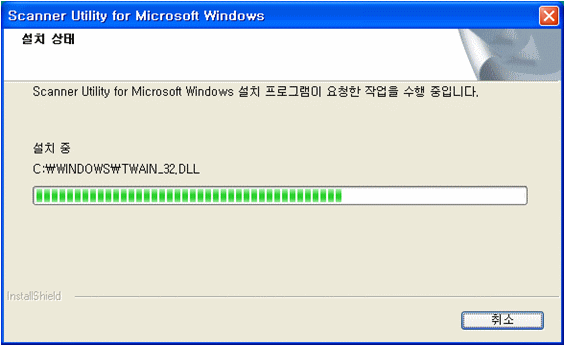 Scanner Utility for Microsoft Windows
설치 상태
Scanner Utility for Microsoft Windows 설치 프로그램이 요청한 작업을 수행 중입니다.
설치 중
C:₩WINDOWS₩TWAIN_32.DLL
InstallShield
취소